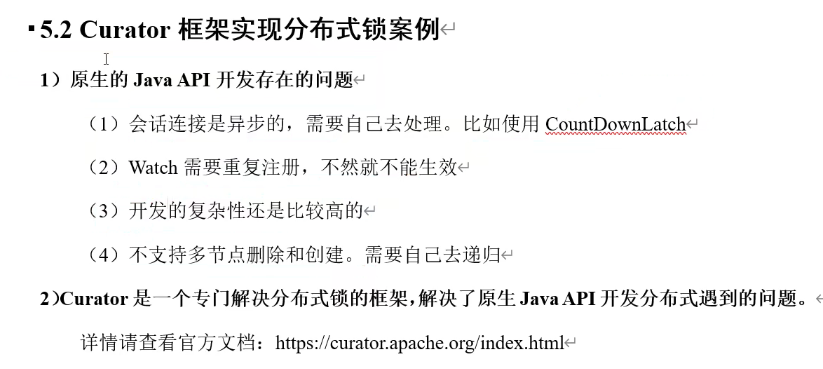 5.2 Curator 框架实现分布式锁案例
1）原生的 Java API 开发存在的问题
（1）会话连接是异步的，需要自己去处理。比如使用 CountDownLatch
（2）Watch 需要重复注册，不然就不能生效
（3）开发的复杂性还是比较高的
（4）不支持多节点删除和创建。需要自己去递归
2）Curator 是一个专门解决分布式锁的框架，解决了原生 Java API 开发分布式遇到的问题。
详情请查看官方文档：https://curator.apache.org/index.html